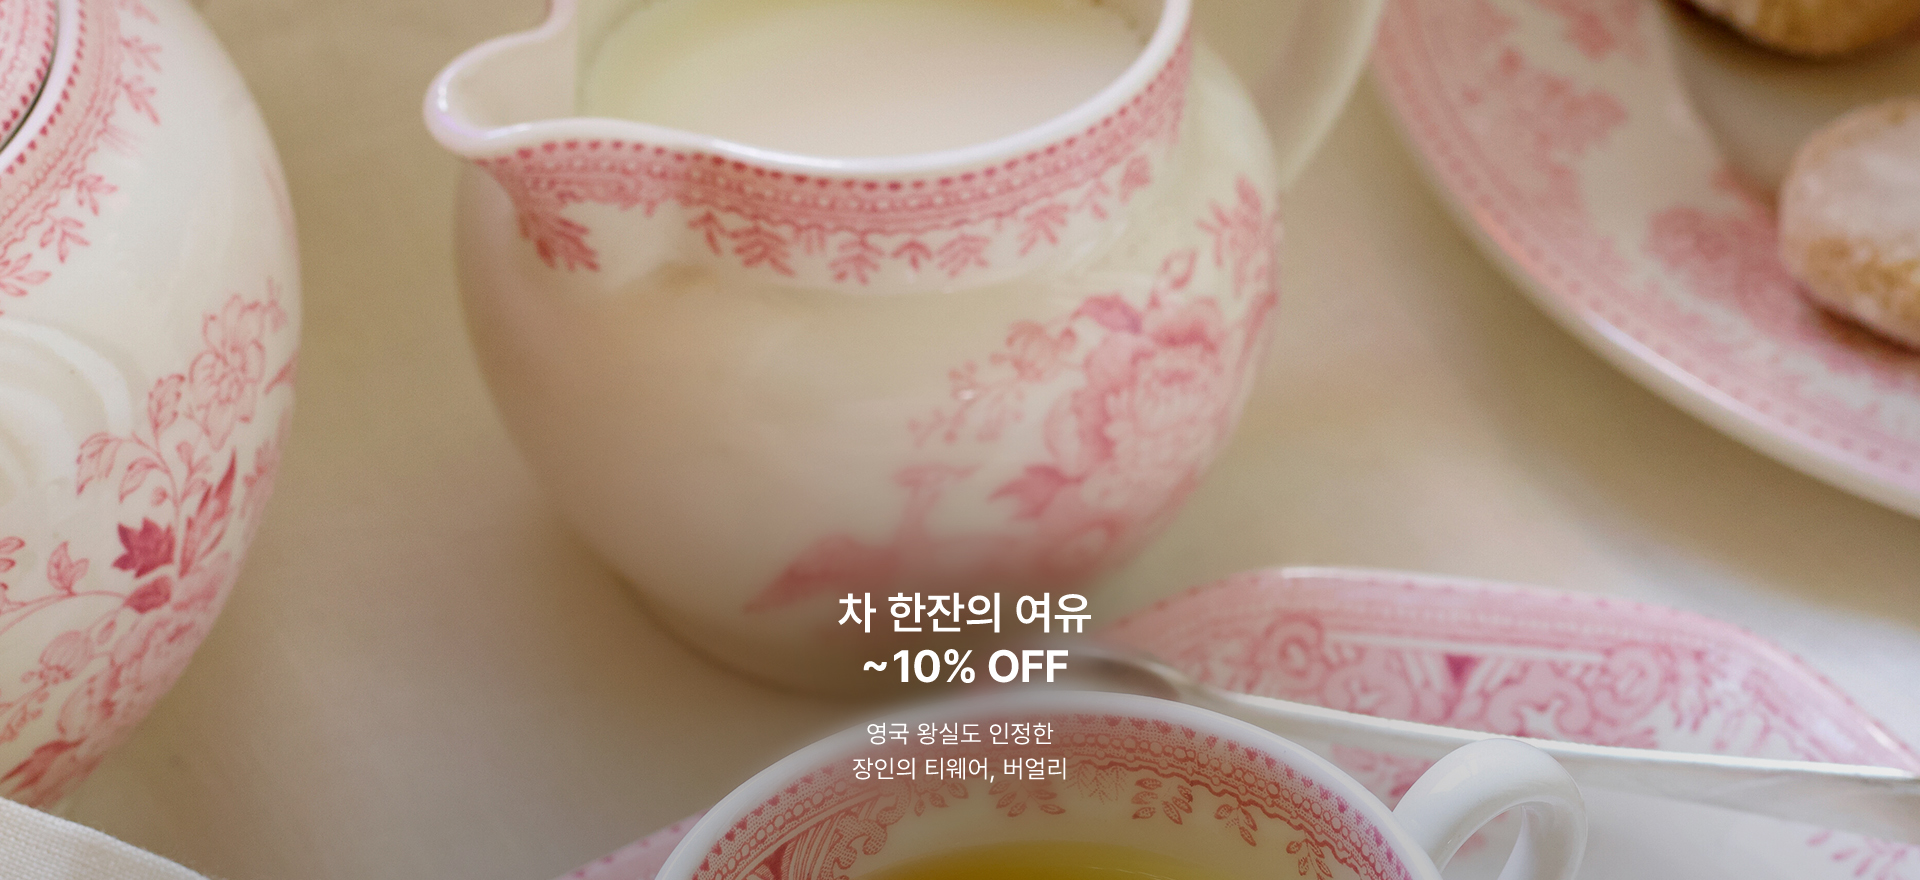 차 한잔의 여유
~10% OFF
영국 왕실도 인정한
장인의 티웨어, 버얼리